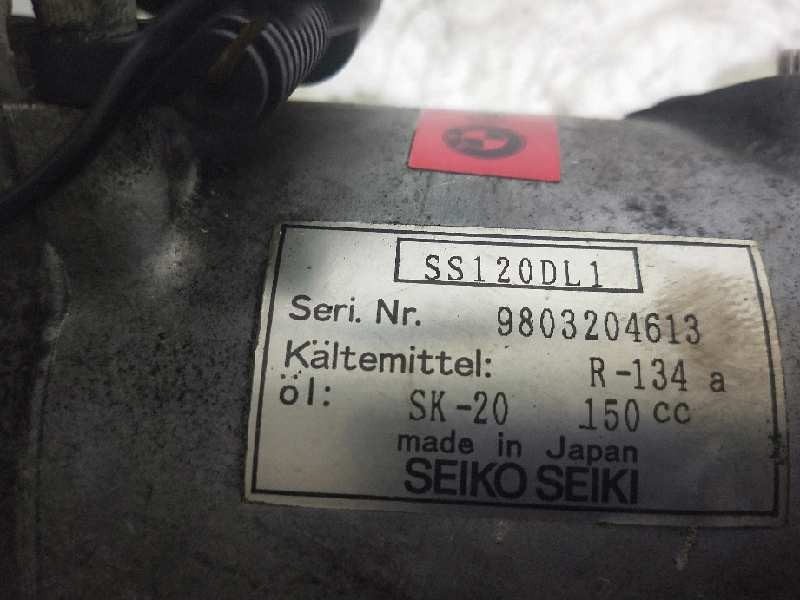 SS120DL1
Seri. Nr. 9803204613
Kältemittel: R-134 a
öl: SK-20 150 cc
made in Japan
SEIKO SEIKI